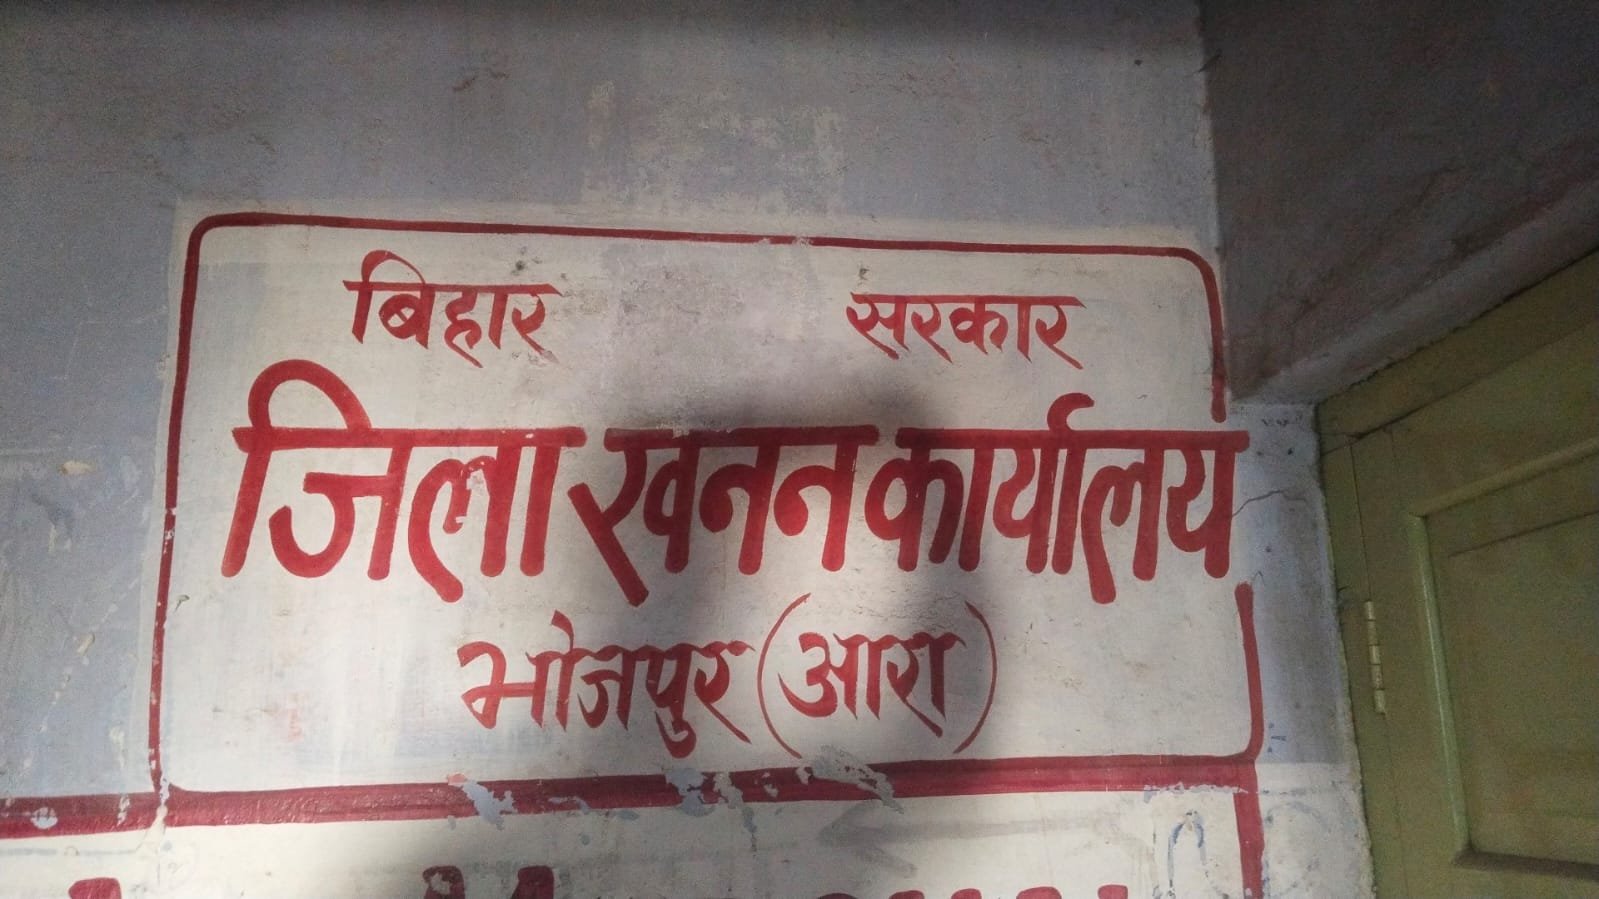 बिहार सरकार
जिला खनन कार्यालय
भोजपुर (आरा)